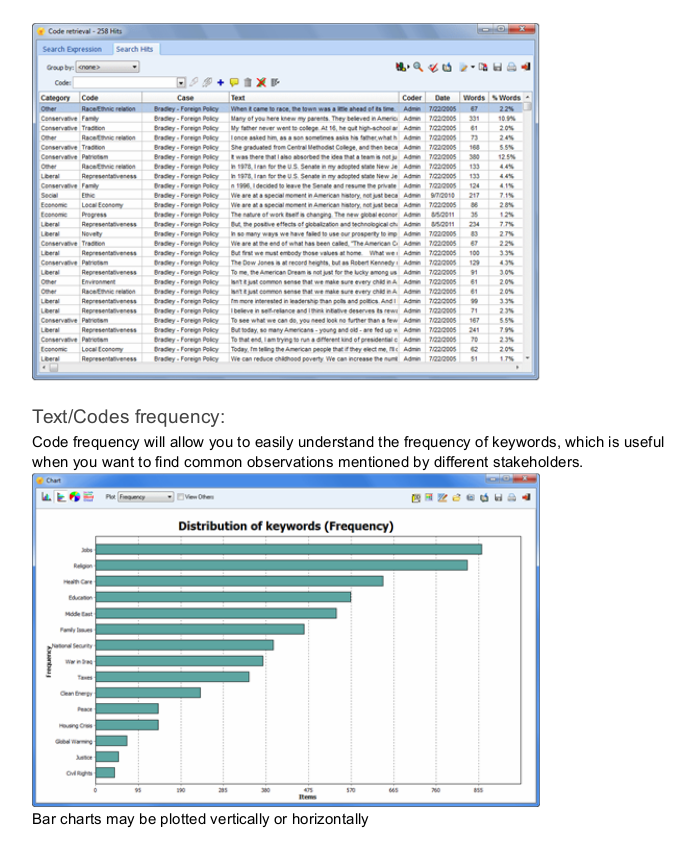 Code retrieval - 258 Hits
Search Expression Search Hits
Group by: <none>
Code:
Category Code Case Text Coder Date Words % Words
Other Race/Ethnic relation Bradley - Foreign Policy When it came to race, the town was a little ahead of its time. Admin 7/22/2005 67 2.2%
Conservative Family Bradley - Foreign Policy Many of you here knew my parents. They believed in Americ Admin 7/22/2005 331 10.9%
Conservative Tradition Bradley - Foreign Policy My father never went to college. At 16, he quit high-school ar Admin 7/22/2005 61 2.0%
Other Race/Ethnic relation Bradley - Foreign Policy I once asked him, as a son sometimes asks his father,what h Admin 7/22/2005 73 2.4%
Conservative Tradition Bradley - Foreign Policy She graduated from Central Methodist College, and then beca Admin 7/22/2005 168 5.5%
Conservative Patriotism Bradley - Foreign Policy It was there that I also absorbed the idea that a team is not ju Admin 7/22/2005 380 12.5%
Other Race/Ethnic relation Bradley - Foreign Policy In 1978, I ran for the U.S. Senate in my adopted state New Je Admin 7/22/2005 133 4.4%
Liberal Representativeness Bradley - Foreign Policy In 1978, I ran for the U.S. Senate in my adopted state New Je Admin 7/22/2005 133 4.4%
Conservative Family Bradley - Foreign Policy n 1996, I decided to leave the Senate and resume the private Admin 7/22/2005 124 4.1%
Social Ethic Bradley - Foreign Policy We are at a special moment in American history, not just beca Admin 9/7/2010 217 7.1%
Economic Local Economy Bradley - Foreign Policy We are at a special moment in American history, not just beca Admin 7/22/2005 86 2.8%
Economic Progress Bradley - Foreign Policy The nature of work itself is changing. The new global econor Admin 8/5/2011 35 1.2%
Liberal Representativeness Bradley - Foreign Policy But, the positive effects of globalization and technological ch Admin 8/5/2011 234 7.7%
Liberal Novelty Bradley - Foreign Policy In so many ways we have failed to use our prosperity to imp Admin 7/22/2005 83 2.7%
Conservative Tradition Bradley - Foreign Policy We are at the end of what has been called, "The American C Admin 7/22/2005 67 2.2%
Liberal Representativeness Bradley - Foreign Policy But first we must embody those values at home. What we Admin 7/22/2005 100 3.3%
Conservative Patriotism Bradley - Foreign Policy The Dow Jones is at record heights, but as Robert Kennedy Admin 7/22/2005 129 4.3%
Liberal Representativeness Bradley - Foreign Policy To me, the American Dream is not just for the lucky among us Admin 7/22/2005 91 3.0%
Other Environment Bradley - Foreign Policy Isn't it just common sense that we make sure every child in A Admin 7/22/2005 61 2.0%
Other Race/Ethnic relation Bradley - Foreign Policy Isn't it just common sense that we make sure every child in A Admin 7/22/2005 61 2.0%
Liberal Representativeness Bradley - Foreign Policy I'm more interested in leadership than polls and politics. And I Admin 7/22/2005 99 3.3%
Liberal Representativeness Bradley - Foreign Policy I believe in self-reliance and I think initiative deserves its rewa Admin 7/22/2005 71 2.3%
Conservative Patriotism Bradley - Foreign Policy To see what we can do, you need look no further than a few Admin 7/22/2005 167 5.5%
Liberal Representativeness Bradley - Foreign Policy But today, so many Americans - young and old - are fed up w Admin 7/22/2005 241 7.9%
Conservative Patriotism Bradley - Foreign Policy To that end, I am trying to run a different kind of presidential c Admin 7/22/2005 70 2.3%
Economic Local Economy Bradley - Foreign Policy Today, I'm telling the American people that if they elect me, I'll Admin 7/22/2005 62 2.0%
Liberal Representativeness Bradley - Foreign Policy We can reduce childhood poverty. We can increase the num Admin 7/22/2005 51 1.7%
Text/Codes frequency:
Code frequency will allow you to easily understand the frequency of keywords, which is useful
when you want to find common observations mentioned by different stakeholders.
Chart
Plot Frequency View Others
Distribution of keywords (Frequency)
Jobs
Religion
Health Care
Education
Middle East
Family Issues
National Security
War in Iraq
Taxes
Clean Energy
Peace
Housing Crisis
Global Warming
Justice
Civil Rights
Frequency
0 95 190 285 380 475 570 665 760 855
Items
Bar charts may be plotted vertically or horizontally